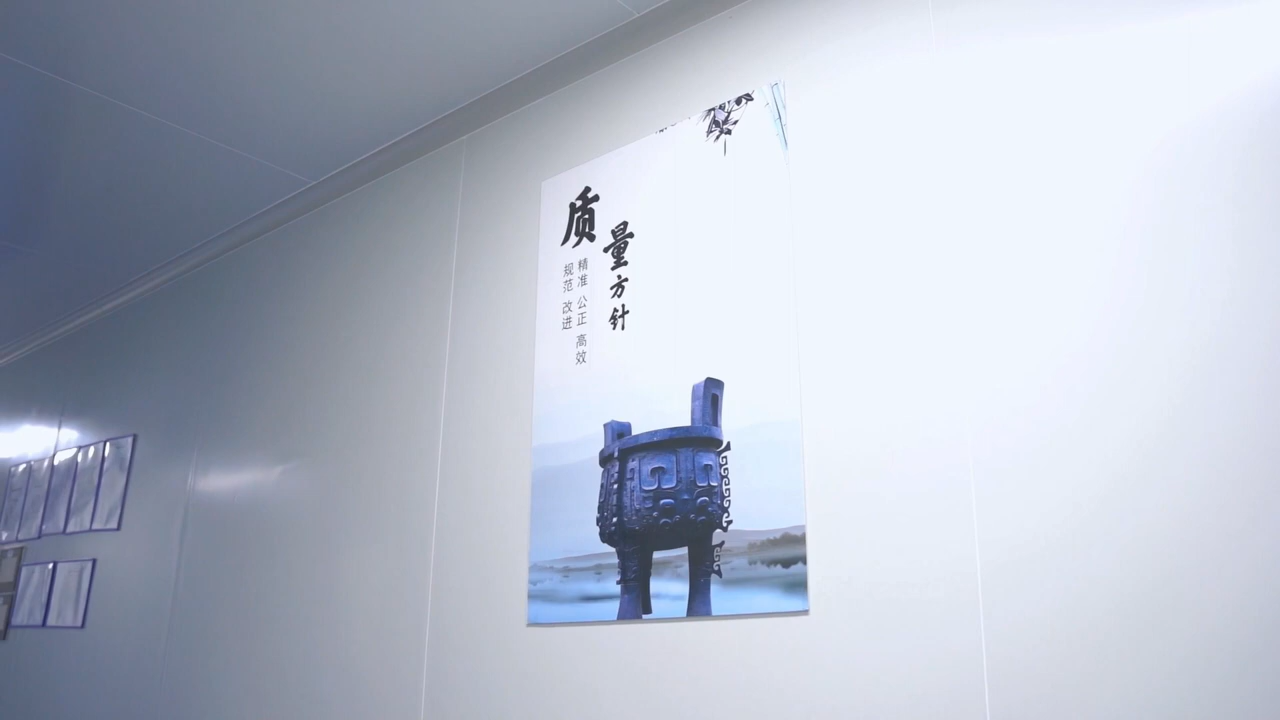 质量方针
精准 公正 高效
规范 改进